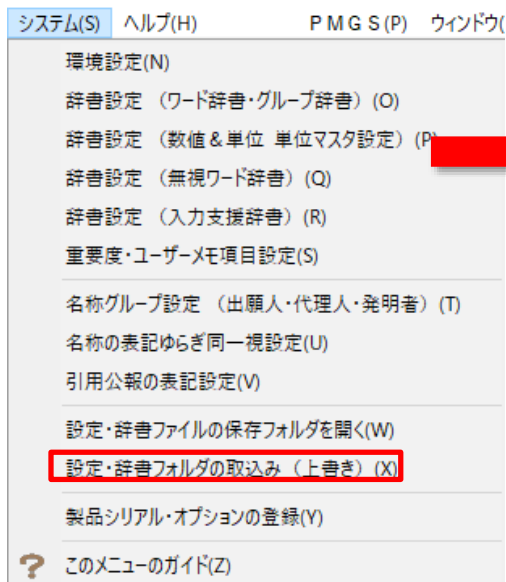 システム(S) ヘルプ(H) ＰＭＧＳ(P) ウィンドウ(
環境設定(N)
辞書設定 （ワード辞書・グループ辞書）(O)
辞書設定 （数値＆単位 単位マスタ設定）(P)
辞書設定 （無視ワード辞書）(Q)
辞書設定 （入力支援辞書）(R)
重要度・ユーザーメモ項目設定(S)
名称グループ設定 （出願人・代理人・発明者）(T)
名称の表記ゆらぎ同一視設定(U)
引用公報の表記設定(V)
設定・辞書ファイルの保存フォルダを開く(W)
設定・辞書フォルダの取込み（上書き）(X)
製品シリアル・オプションの登録(Y)
? このメニューのガイド(Z)